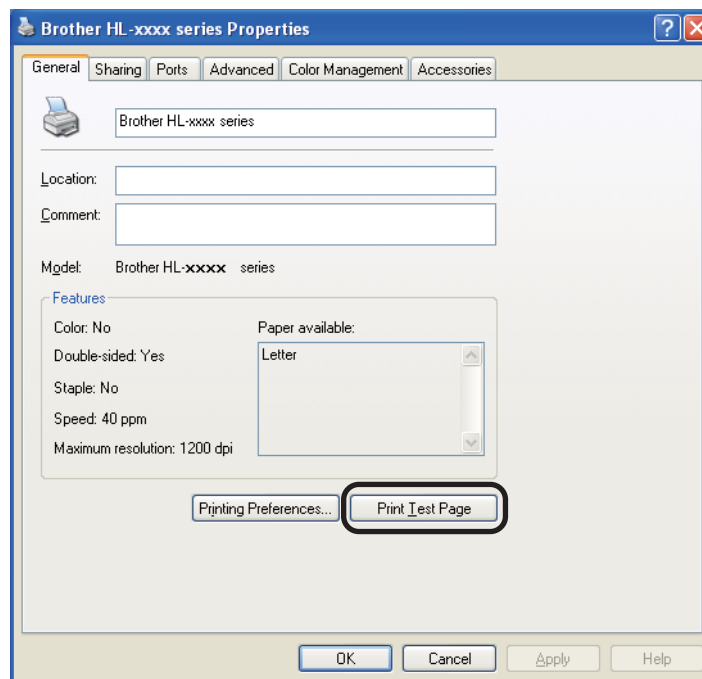 Brother HL-xxxx series Properties
General Sharing Ports Advanced Color Management Accessories
Brother HL-xxxx series
Location:
Comment:
Model: Brother HL-xxxx series
Features
Color: No Paper available:
Double-sided: Yes Letter
Staple: No
Speed: 40 ppm
Maximum resolution: 1200 dpi
Printing Preferences... Print Test Page
OK Cancel Apply Help